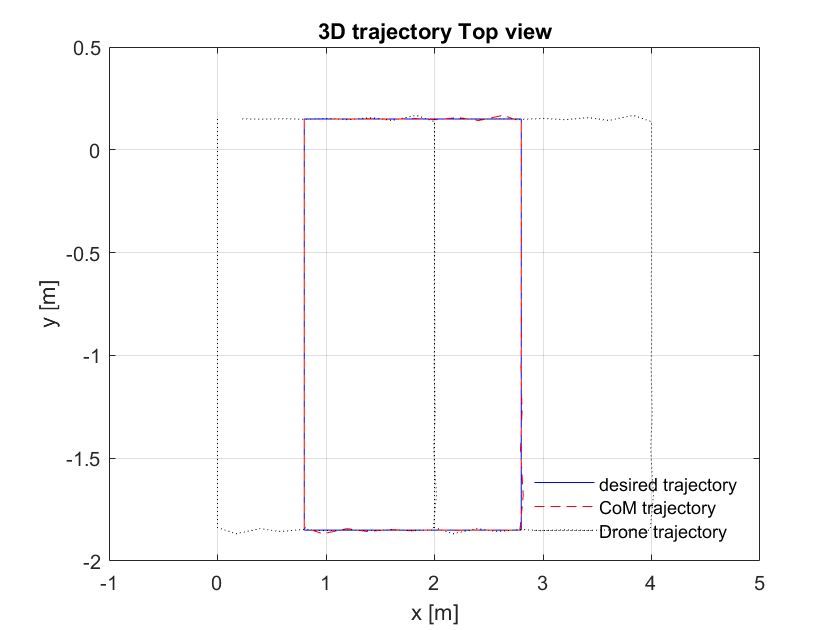 3D trajectory Top view
0.5
0
-0.5
-1
-1.5
-2
y [m]
desired trajectory
CoM trajectory
Drone trajectory
-1
0
1
2
3
4
5
x [m]